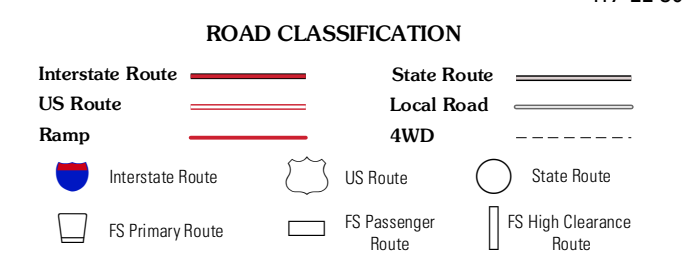 ROAD CLASSIFICATION
Interstate Route
State Route
US Route
Local Road
Ramp
4WD
Interstate Route
US Route
State Route
FS Primary Route
FS Passenger
Route
FS High Clearance
Route